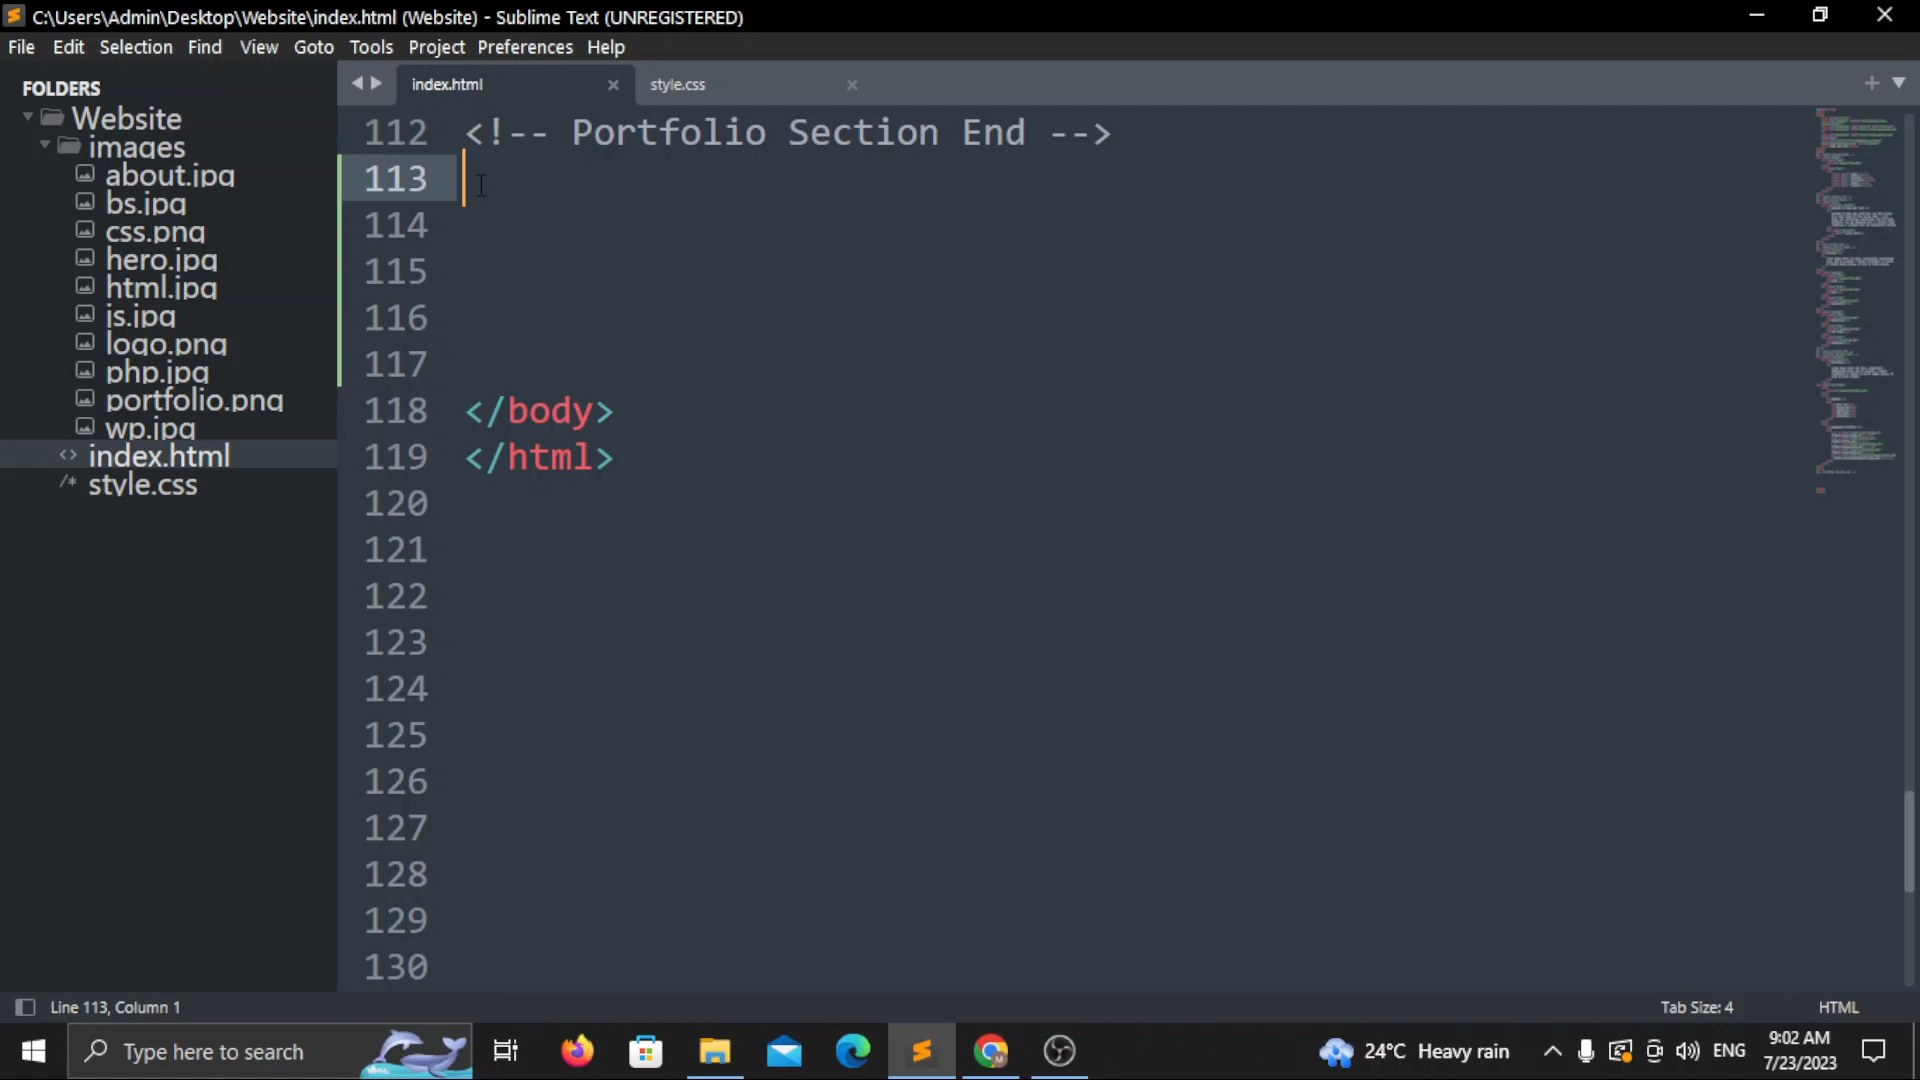 C:\Users\Admin\Desktop\Website\index.html (Website) - Sublime Text (UNREGISTERED)
File Edit Selection Find View Goto Tools Project Preferences Help
FOLDERS
Website
images
about.jpg
bs.jpg
css.png
hero.jpg
html.jpg
js.jpg
logo.png
php.jpg
portfolio.png
wp.jpg
index.html
/* style.css
index.html
style.css
112 <!-- Portfolio Section End -->
113
114
115
116
117
118 </body>
119 </html>
120
121
122
123
124
125
126
127
128
129
130
Line 113, Column 1
Tab Size: 4
HTML
Type here to search
24°C Heavy rain
ENG
9:02 AM
7/23/2023